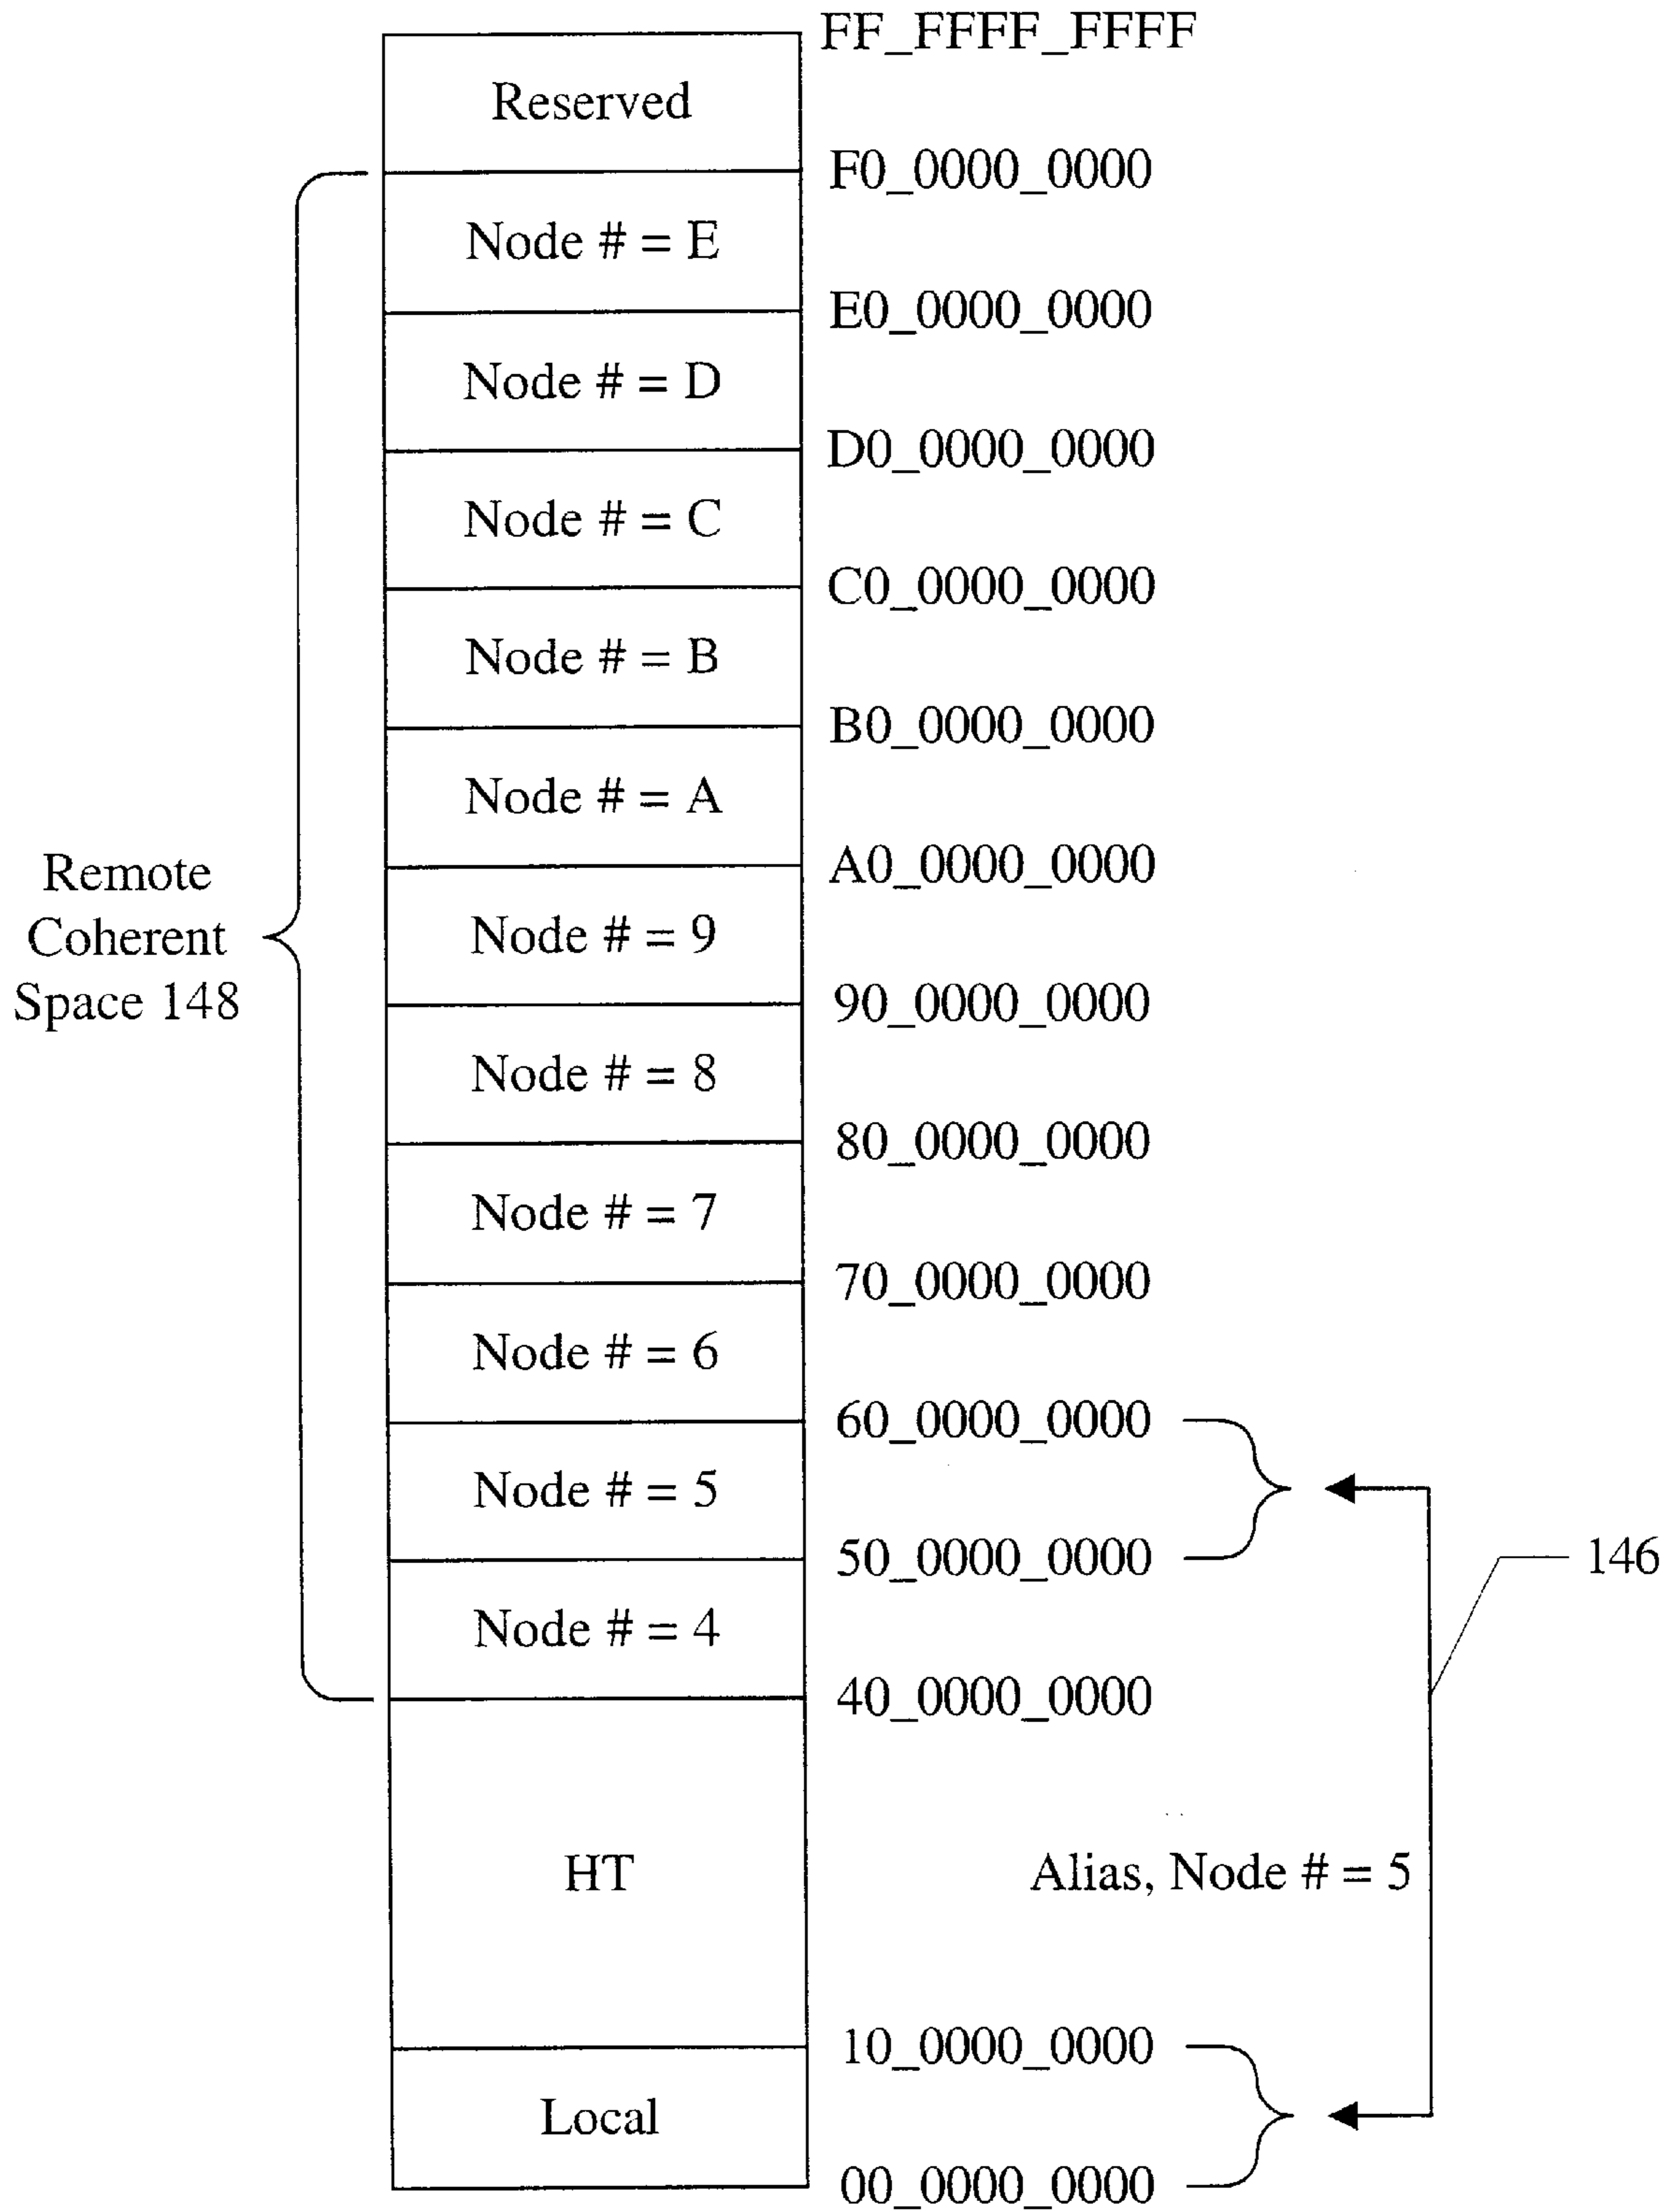 FF_FFFF_FFFF
Reserved
F0_0000_0000
Node # = E
E0_0000_0000
Node # = D
D0_0000_0000
Node # = C
C0_0000_0000
Node # = B
B0_0000_0000
Node # = A
A0_0000_0000
Remote
Coherent
Space 148
Node # = 9
90_0000_0000
Node # = 8
80_0000_0000
Node # = 7
70_0000_0000
Node # = 6
60_0000_0000
Node # = 5
50_0000_0000
146
Node # = 4
40_0000_0000
HT
Alias, Node # = 5
10_0000_0000
Local
00_0000_0000